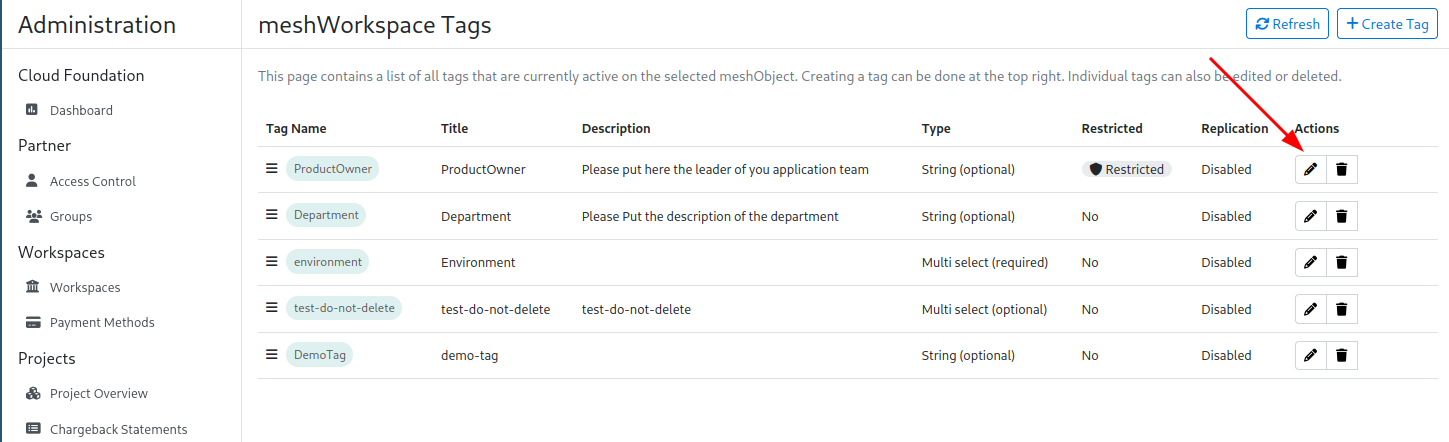 Administration
meshWorkspace Tags
Refresh
Create Tag
Cloud Foundation
Dashboard
Partner
Access Control
Groups
Workspaces
Workspaces
Payment Methods
Projects
Project Overview
Chargeback Statements
This page contains a list of all tags that are currently active on the selected meshObject. Creating a tag can be done at the top right. Individual tags can also be edited or deleted.
Tag Name Title Description Type Restricted Replication Actions
ProductOwner ProductOwner Please put here the leader of you application team String (optional) Restricted Disabled
Department Department Please Put the description of the department String (optional) No Disabled
environment Environment Multi select (required) No Disabled
test-do-not-delete test-do-not-delete test-do-not-delete Multi select (optional) No Disabled
DemoTag demo-tag String (optional) No Disabled